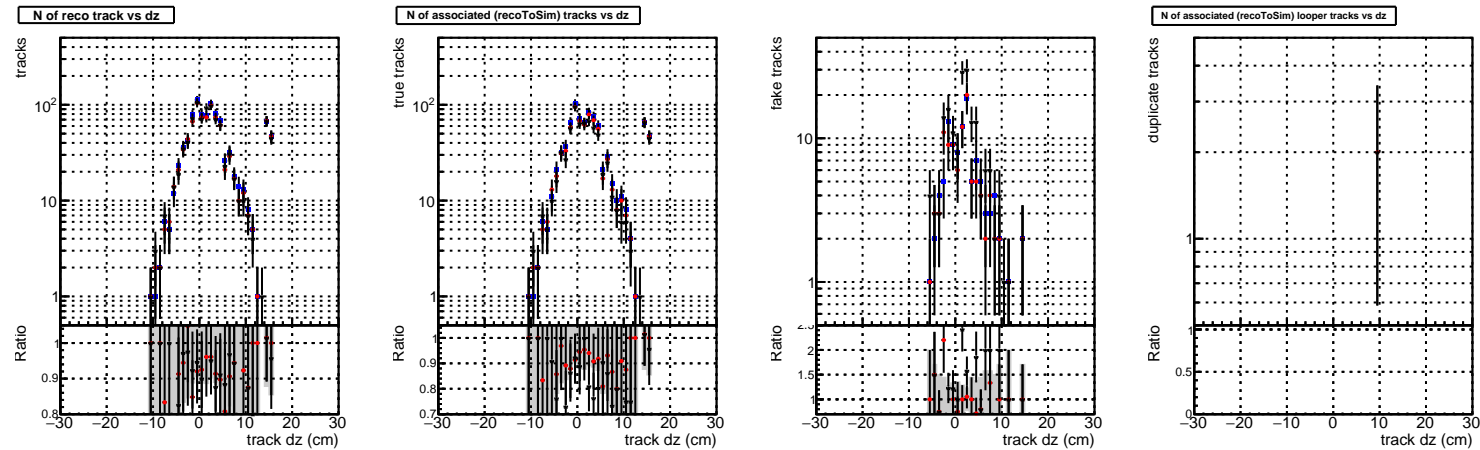 N of reco track vs dz
tracks
10²
10
1
Ratio
1
0.9
0.8
−30 −20 −10 0 10 20 30
track dz (cm)
N of associated (recoToSim) tracks vs dz
true tracks
10²
10
1
Ratio
1
0.9
0.8
0.7
−30 −20 −10 0 10 20 30
track dz (cm)
fake tracks
10
1
Ratio
2.5
2
1.5
1
−30 −20 −10 0 10 20 30
track dz (cm)
N of associated (recoToSim) looper tracks vs dz
duplicate tracks
1
Ratio
1
0.5
0
−30 −20 −10 0 10 20 30
track dz (cm)